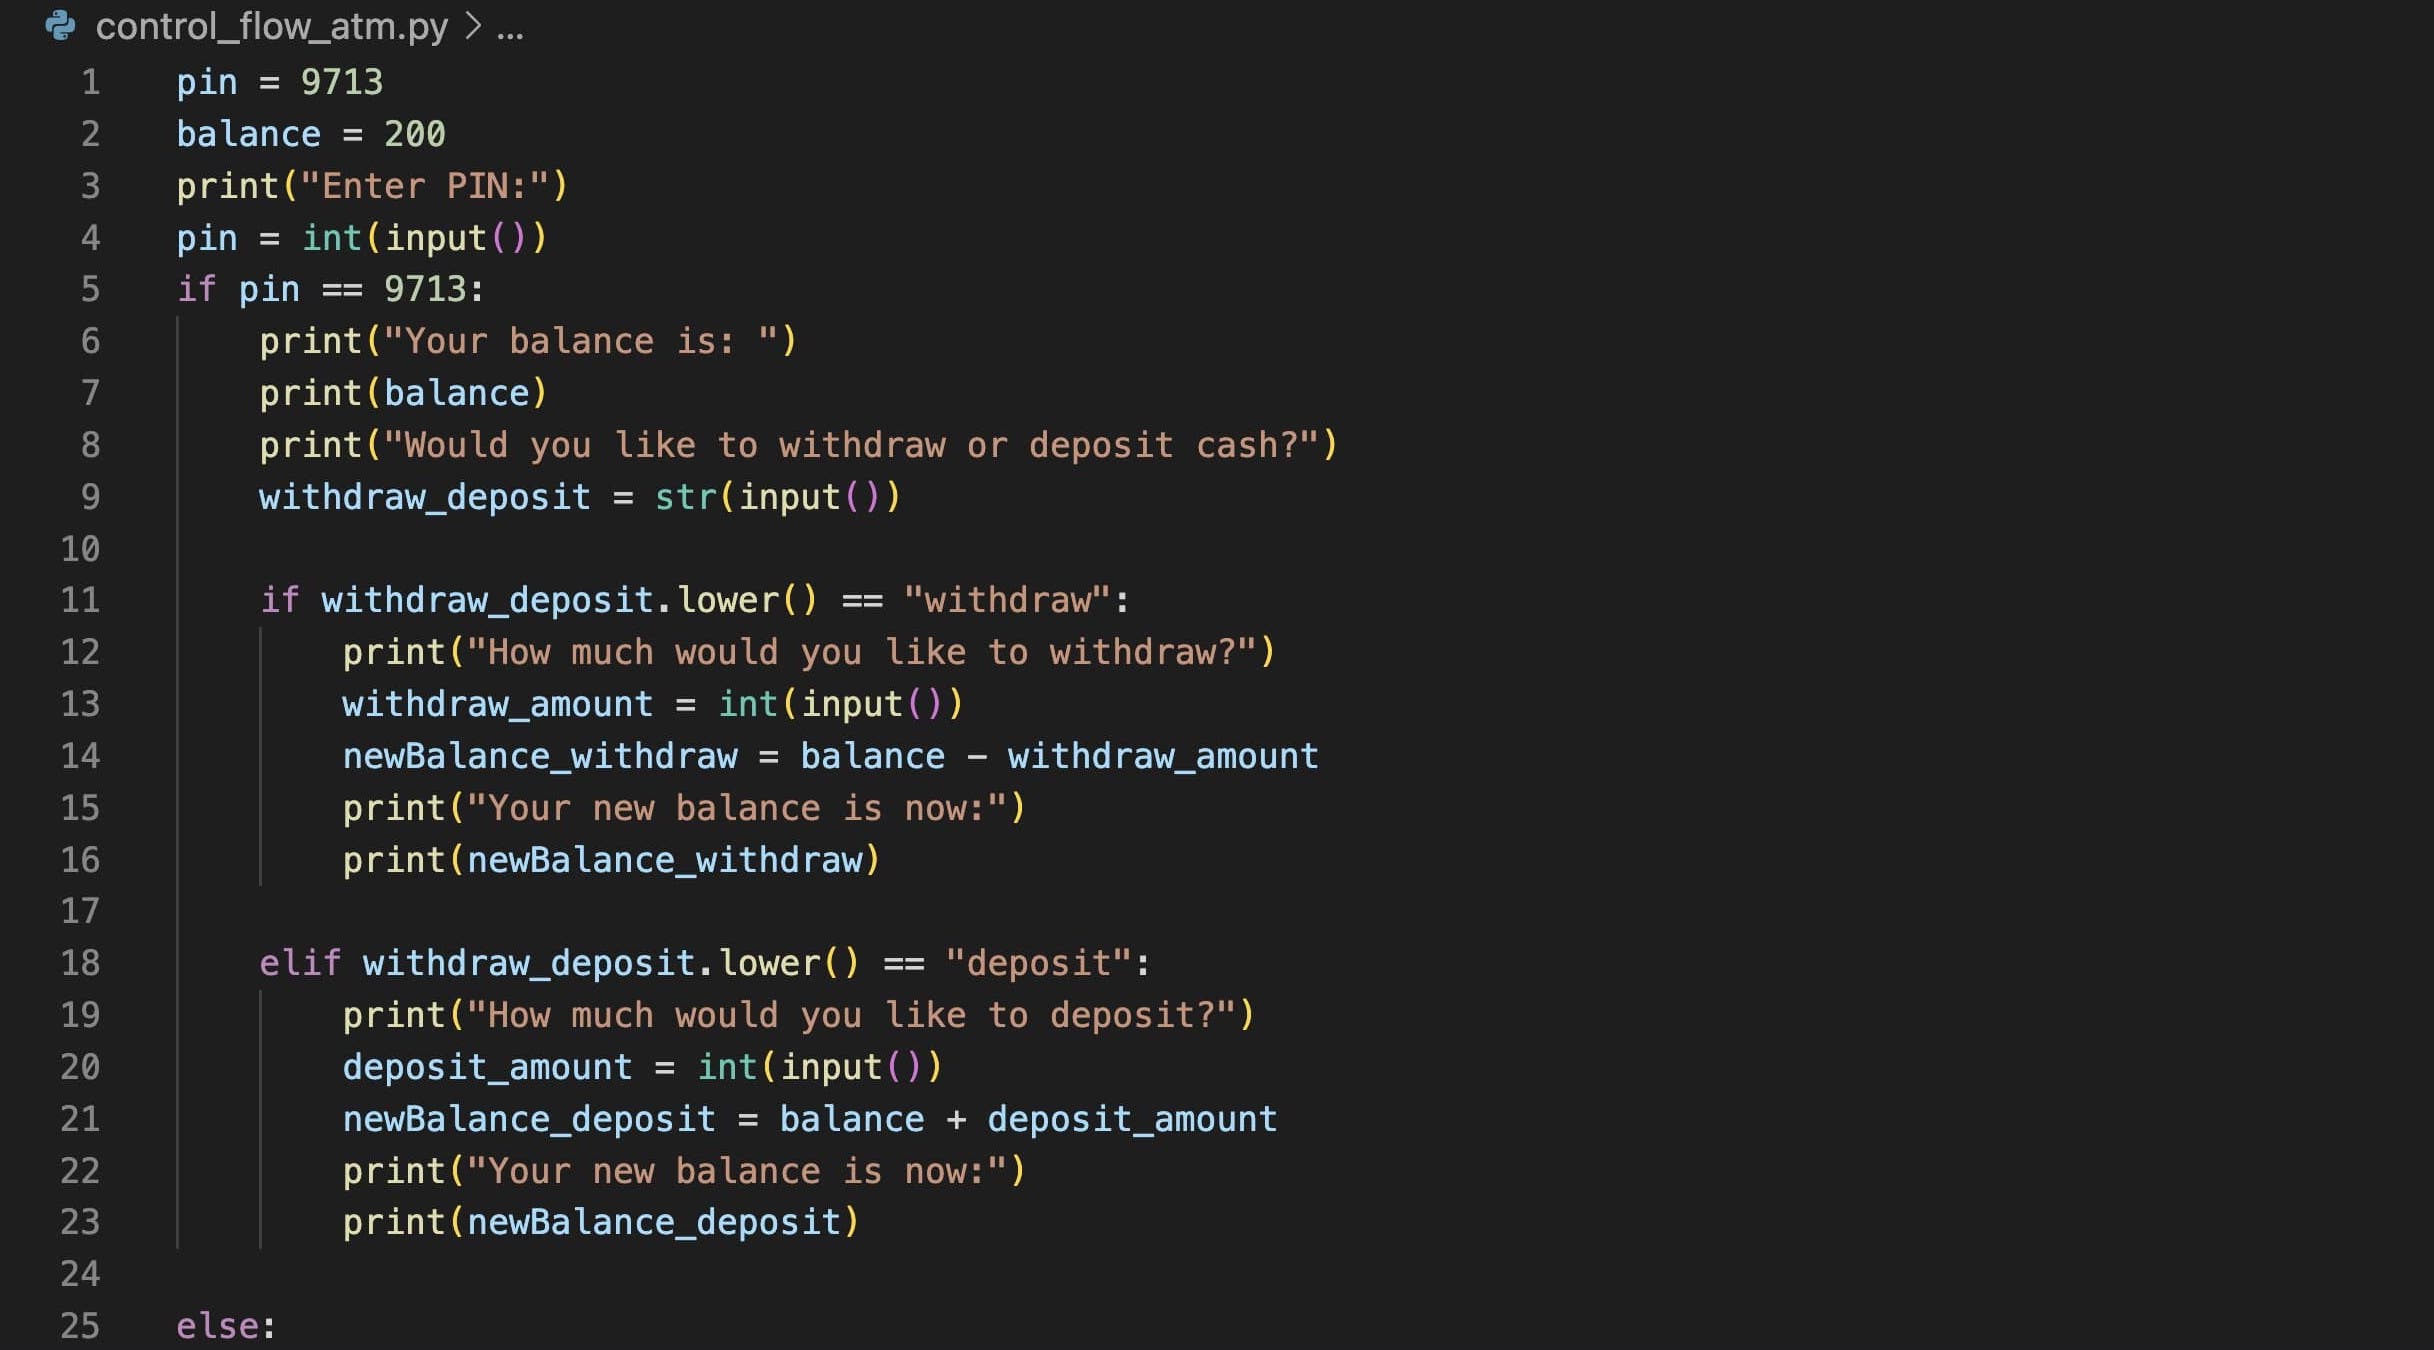 control_flow_atm.py > ...
1 pin = 9713
2 balance = 200
3 print("Enter PIN:")
4 pin = int(input())
5 if pin == 9713:
6     print("Your balance is: ")
7     print(balance)
8     print("Would you like to withdraw or deposit cash?")
9     withdraw_deposit = str(input())
10
11     if withdraw_deposit.lower() == "withdraw":
12         print("How much would you like to withdraw?")
13         withdraw_amount = int(input())
14         newBalance_withdraw = balance - withdraw_amount
15         print("Your new balance is now:")
16         print(newBalance_withdraw)
17
18     elif withdraw_deposit.lower() == "deposit":
19         print("How much would you like to deposit?")
20         deposit_amount = int(input())
21         newBalance_deposit = balance + deposit_amount
22         print("Your new balance is now:")
23         print(newBalance_deposit)
24
25 else: